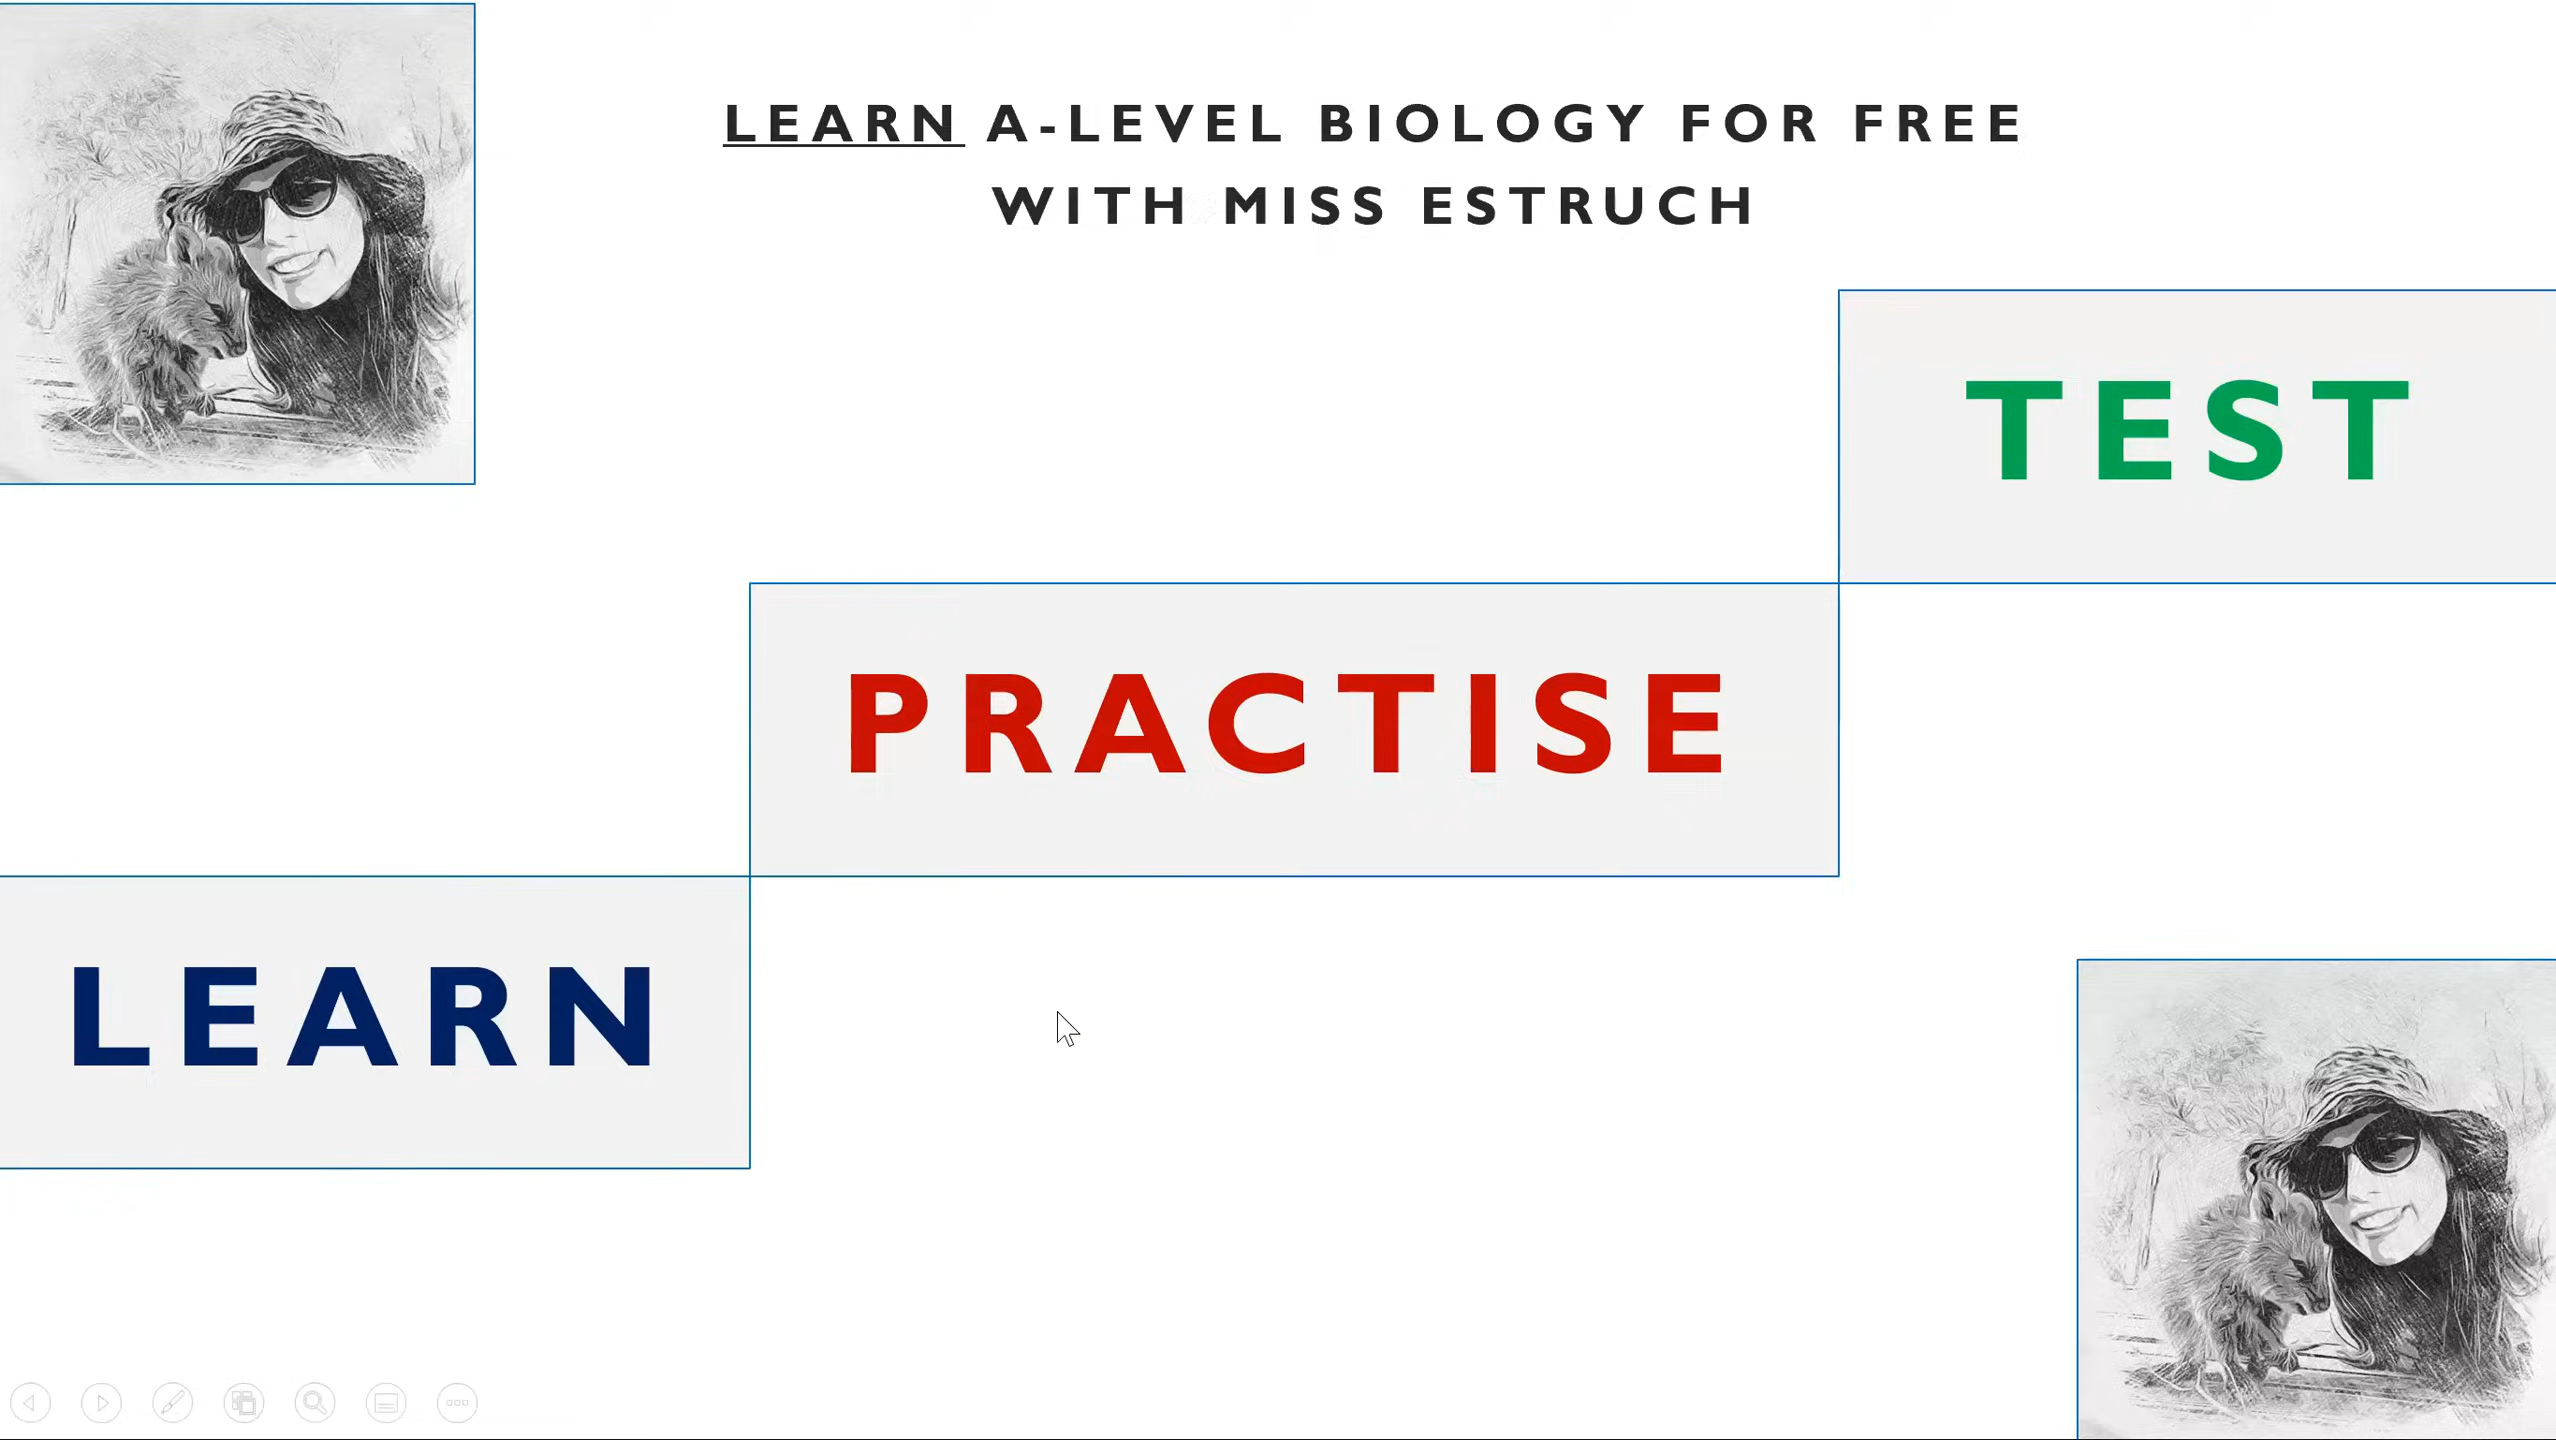 LEARN A-LEVEL BIOLOGY FOR FREE
WITH MISS ESTRUCH
TEST
PRACTISE
LEARN